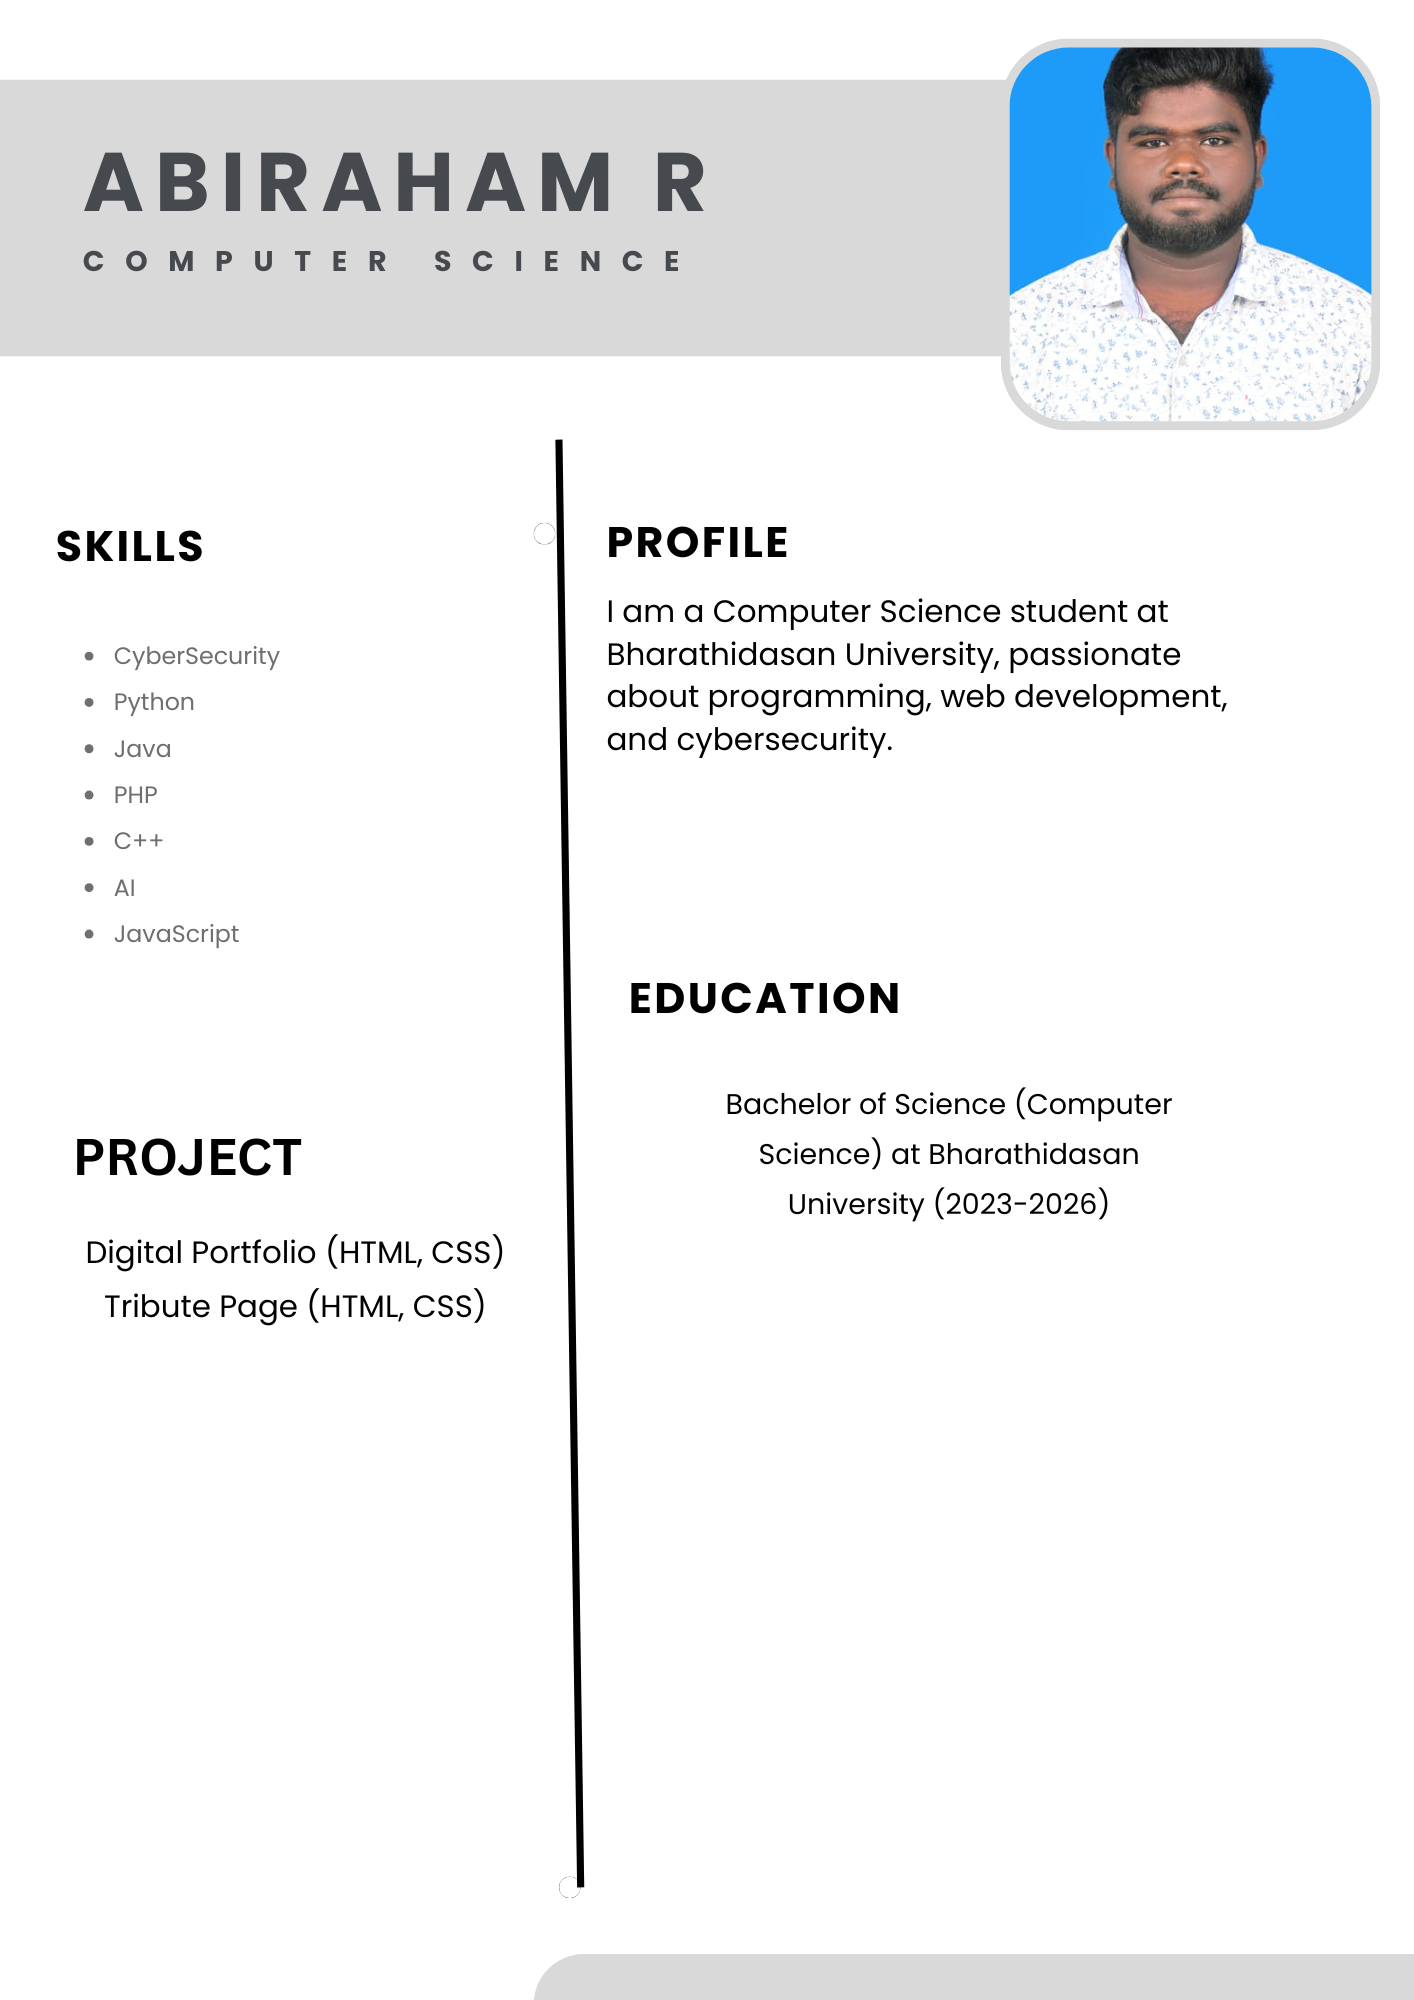 ABIRAHAM R
COMPUTER SCIENCE
SKILLS
CyberSecurity
Python
Java
PHP
C++
AI
JavaScript
PROJECT
Digital Portfolio (HTML, CSS)
Tribute Page (HTML, CSS)
PROFILE
I am a Computer Science student at
Bharathidasan University, passionate
about programming, web development,
and cybersecurity.
EDUCATION
Bachelor of Science (Computer
Science) at Bharathidasan
University (2023-2026)